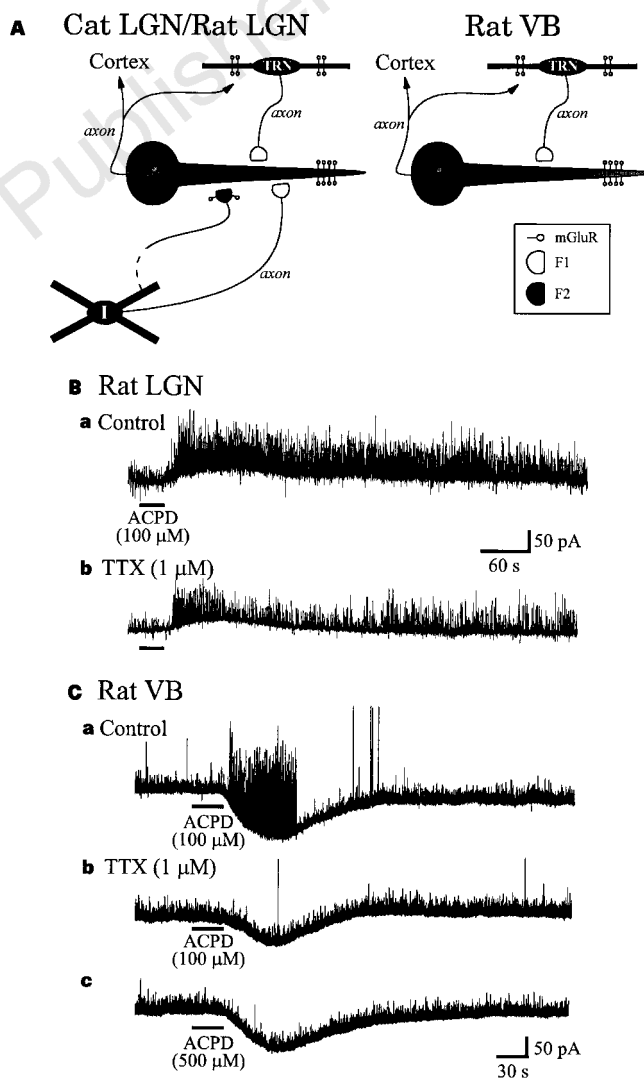 Publisher
A Cat LGN/Rat LGN
Rat VB
Cortex
TRN
axon
axon
I
axon
Cortex
TRN
axon
axon
mGluR
F1
F2
B Rat LGN
a Control
ACPD
(100 µM)
50 pA
60 s
b TTX (1 µM)
C Rat VB
a Control
ACPD
(100 µM)
b TTX (1 µM)
ACPD
(100 µM)
c
ACPD
(500 µM)
50 pA
30 s